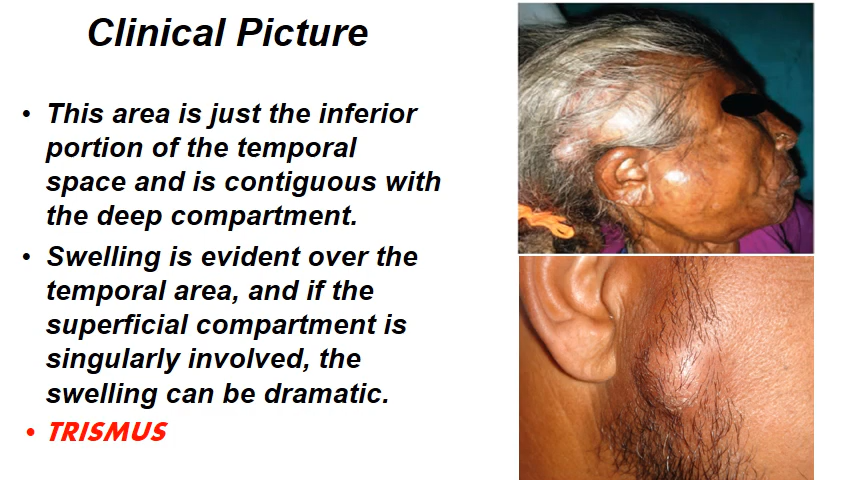 Clinical Picture
• This area is just the inferior
portion of the temporal
space and is contiguous with
the deep compartment.
• Swelling is evident over the
temporal area, and if the
superficial compartment is
singularly involved, the
swelling can be dramatic.
• TRISMUS